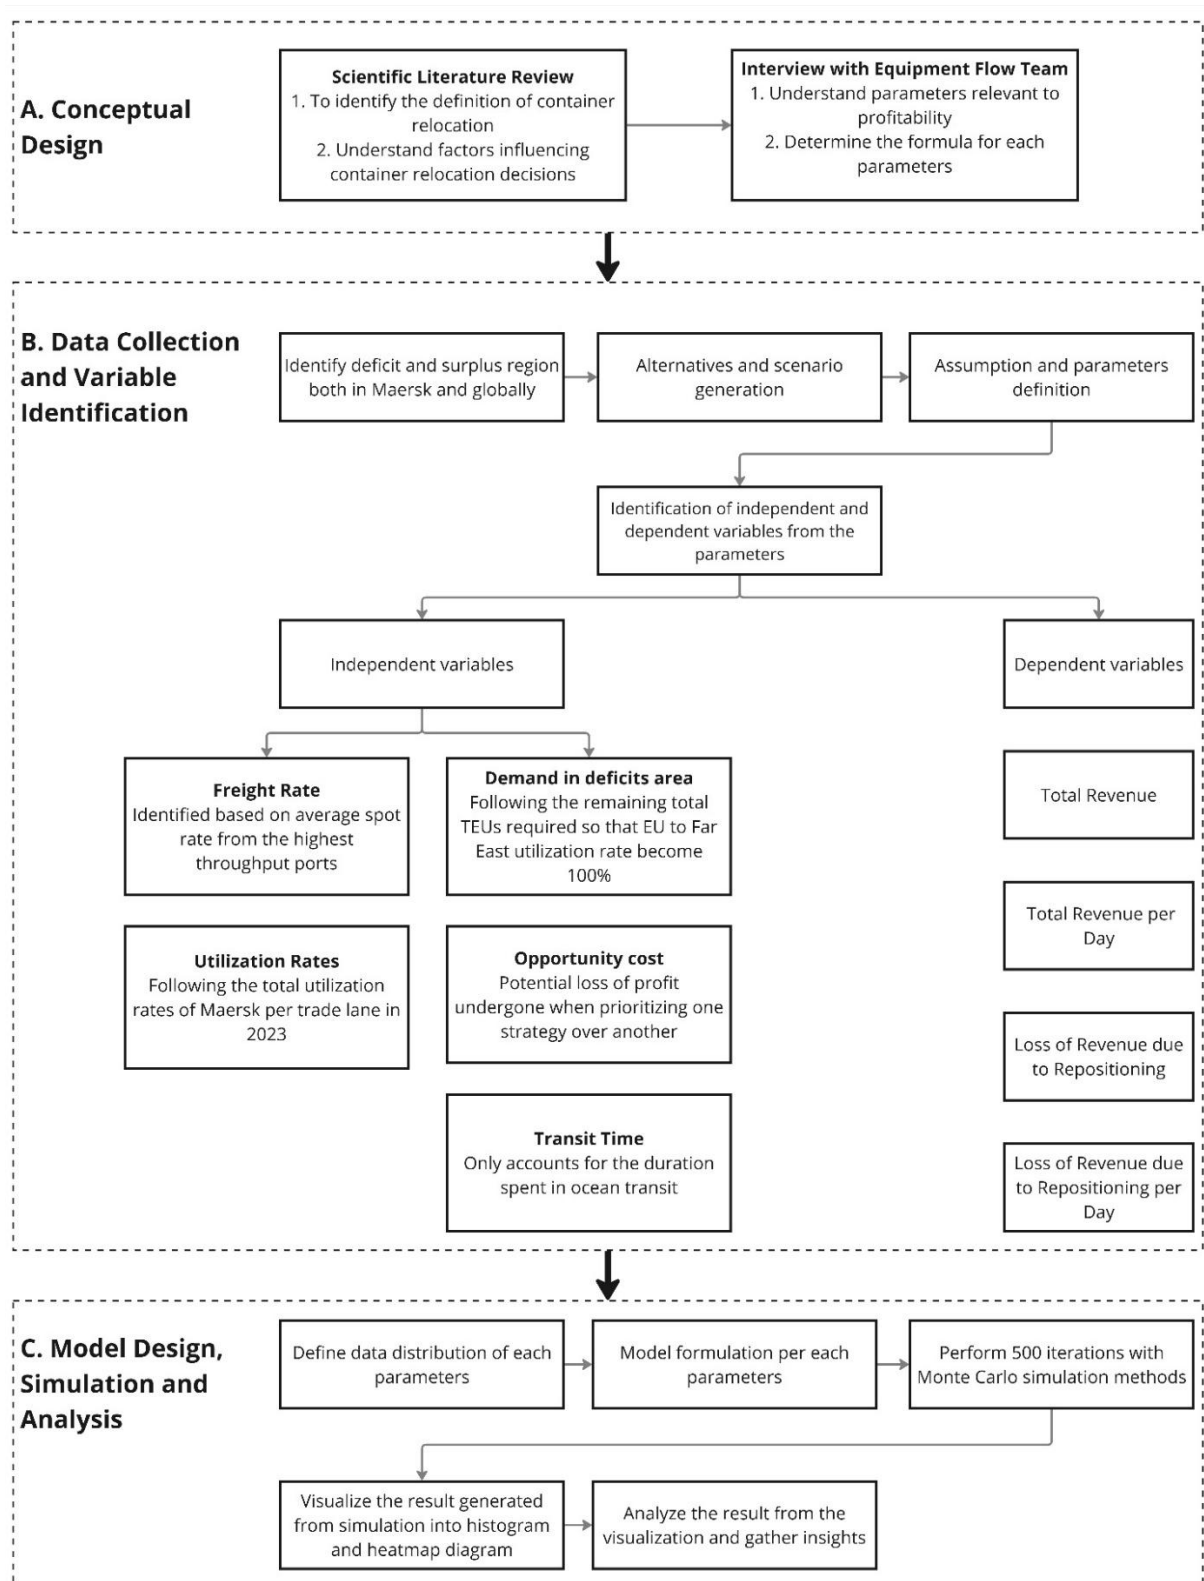 A. Conceptual
Design
Scientific Literature Review
1. To identify the definition of container
relocation
2. Understand factors influencing
container relocation decisions
Interview with Equipment Flow Team
1. Understand parameters relevant to
profitability
2. Determine the formula for each
parameters
B. Data Collection
and Variable
Identification
Identify deficit and surplus region
both in Maersk and globally
Alternatives and scenario
generation
Assumption and parameters
definition
Identification of independent and
dependent variables from the
parameters
Independent variables
Dependent variables
Freight Rate
Identified based on average spot
rate from the highest
throughput ports
Demand in deficits area
Following the remaining total
TEUs required so that EU to Far
East utilization rate become
100%
Total Revenue
Utilization Rates
Following the total utilization
rates of Maersk per trade lane in
2023
Opportunity cost
Potential loss of profit
undergone when prioritizing one
strategy over another
Total Revenue per
Day
Transit Time
Only accounts for the duration
spent in ocean transit
Loss of Revenue due
to Repositioning
Loss of Revenue due
to Repositioning per
Day
C. Model Design,
Simulation and
Analysis
Define data distribution of each
parameters
Model formulation per each
parameters
Perform 500 iterations with
Monte Carlo simulation methods
Visualize the result generated
from simulation into histogram
and heatmap diagram
Analyze the result from the
visualization and gather insights